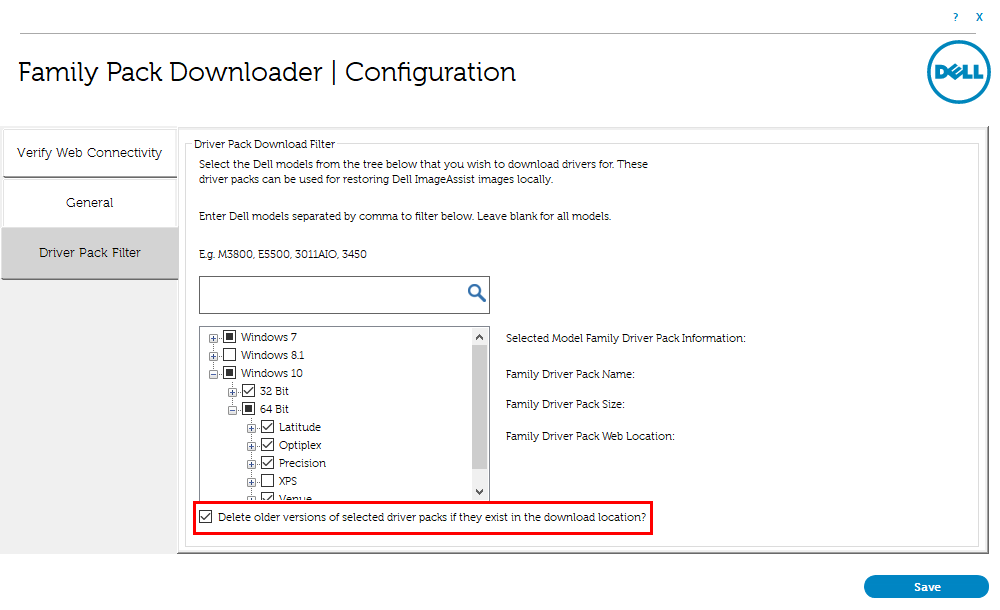 ? X
Family Pack Downloader | Configuration
DELL
Verify Web Connectivity
General
Driver Pack Filter
Driver Pack Download Filter
Select the Dell models from the tree below that you wish to download drivers for. These
driver packs can be used for restoring Dell ImageAssist images locally.
Enter Dell models separated by comma to filter below. Leave blank for all models.
E.g. M3800, E5500, 3011AIO, 3450
Windows 7
Windows 8.1
Windows 10
32 Bit
64 Bit
Latitude
Optiplex
Precision
XPS
Venue
Selected Model Family Driver Pack Information:
Family Driver Pack Name:
Family Driver Pack Size:
Family Driver Pack Web Location:
Delete older versions of selected driver packs if they exist in the download location?
Save